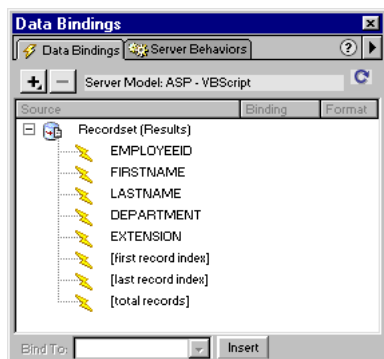 Data Bindings
Data Bindings Server Behaviors ?
+ - Server Model: ASP - VBScript
Source Binding Format
Recordset (Results)
EMPLOYEEID
FIRSTNAME
LASTNAME
DEPARTMENT
EXTENSION
[first record index]
[last record index]
[total records]
Bind To: Insert